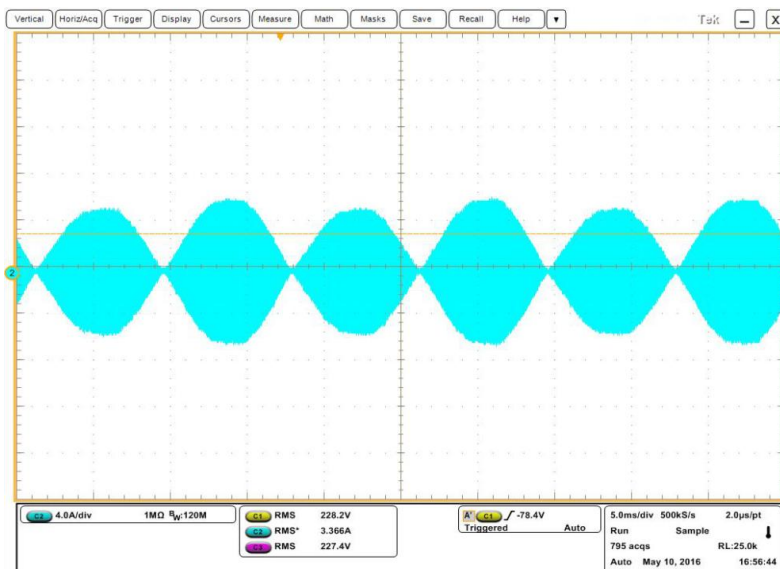 Vertical Horiz/Acq Trigger Display Cursors Measure Math Masks Save Recall Help Tek X
2
C2 4.0A/div 1MΩ BW:120M
C1 RMS 228.2V
C2 RMS* 3.366A
C3 RMS 227.4V
A' C1 -78.4V
Triggered Auto
5.0ms/div 500kS/s 2.0µs/pt
Run Sample
795 acqs RL:25.0k
Auto May 10, 2016 16:56:44